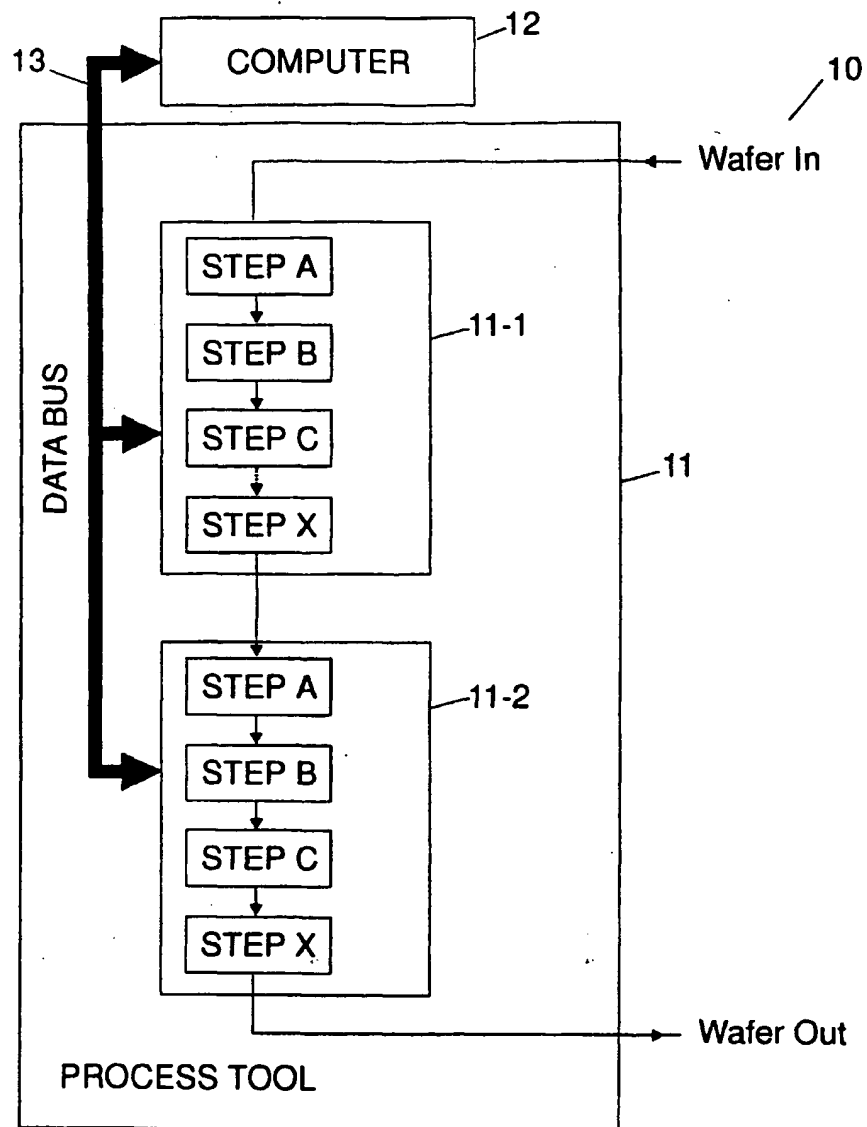 12
13
COMPUTER
10
Wafer In
STEP A
11-1
STEP B
DATA BUS
STEP C
11
STEP X
STEP A
11-2
STEP B
STEP C
STEP X
Wafer Out
PROCESS TOOL